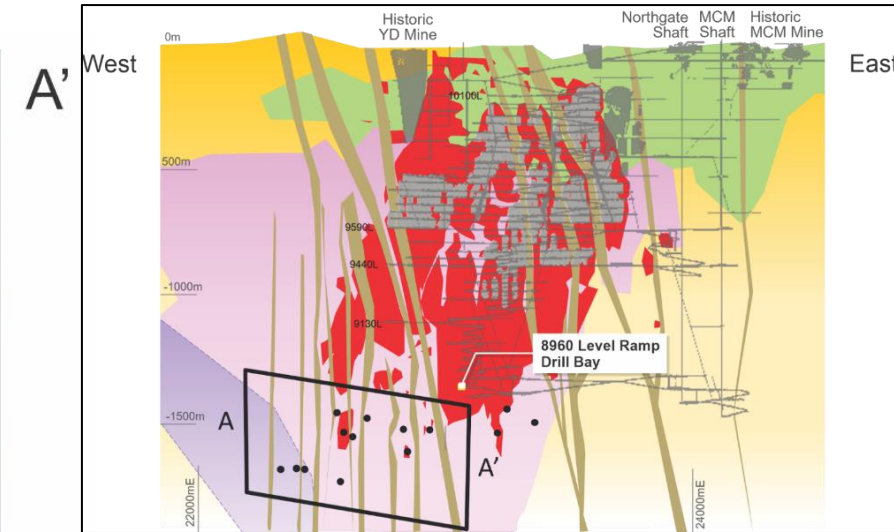 A'
West
Historic
YD Mine
Northgate
Shaft
MCM
Shaft
Historic
MCM Mine
East
0m
10100L
500m
9590L
9440L
-1000m
9130L
8960 Level Ramp
Drill Bay
-1500m
A
A'
22000mE
24000mE